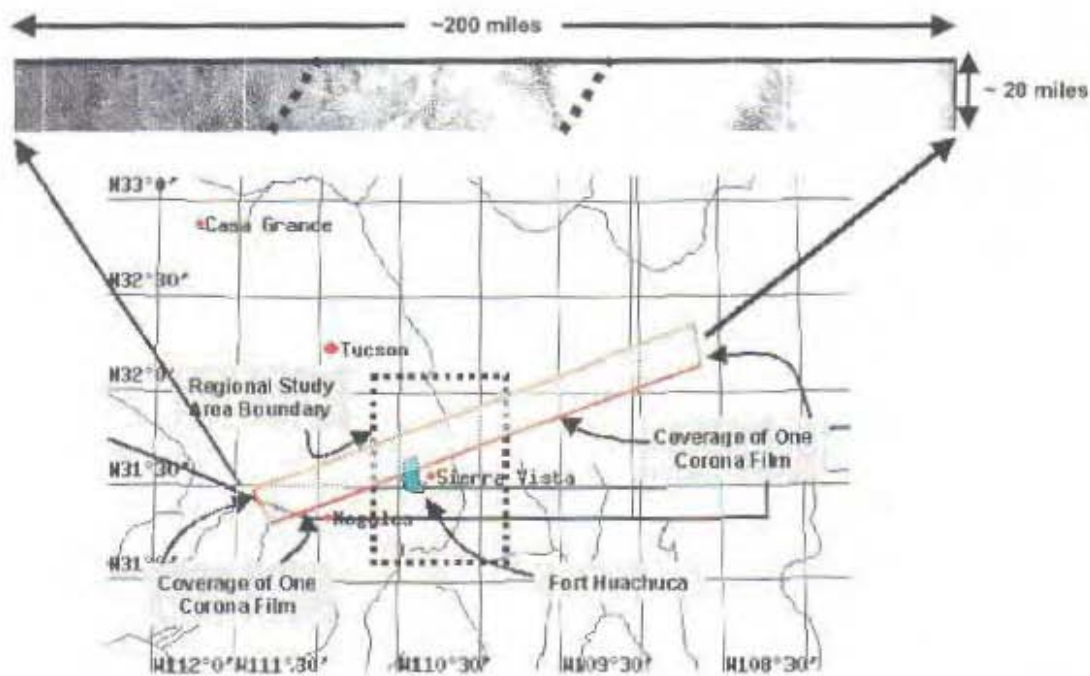 ~200 miles
~ 20 miles
N33°0'
Casa Grande
N32°30'
Tucson
N32°0'
Regional Study
Area Boundary
Coverage of One
Corona Film
N31°30'
Sierra Vista
Nogales
N31°
Coverage of One
Corona Film
Fort Huachuca
W112°0'
W111°30'
W110°30'
W109°30'
W108°30'